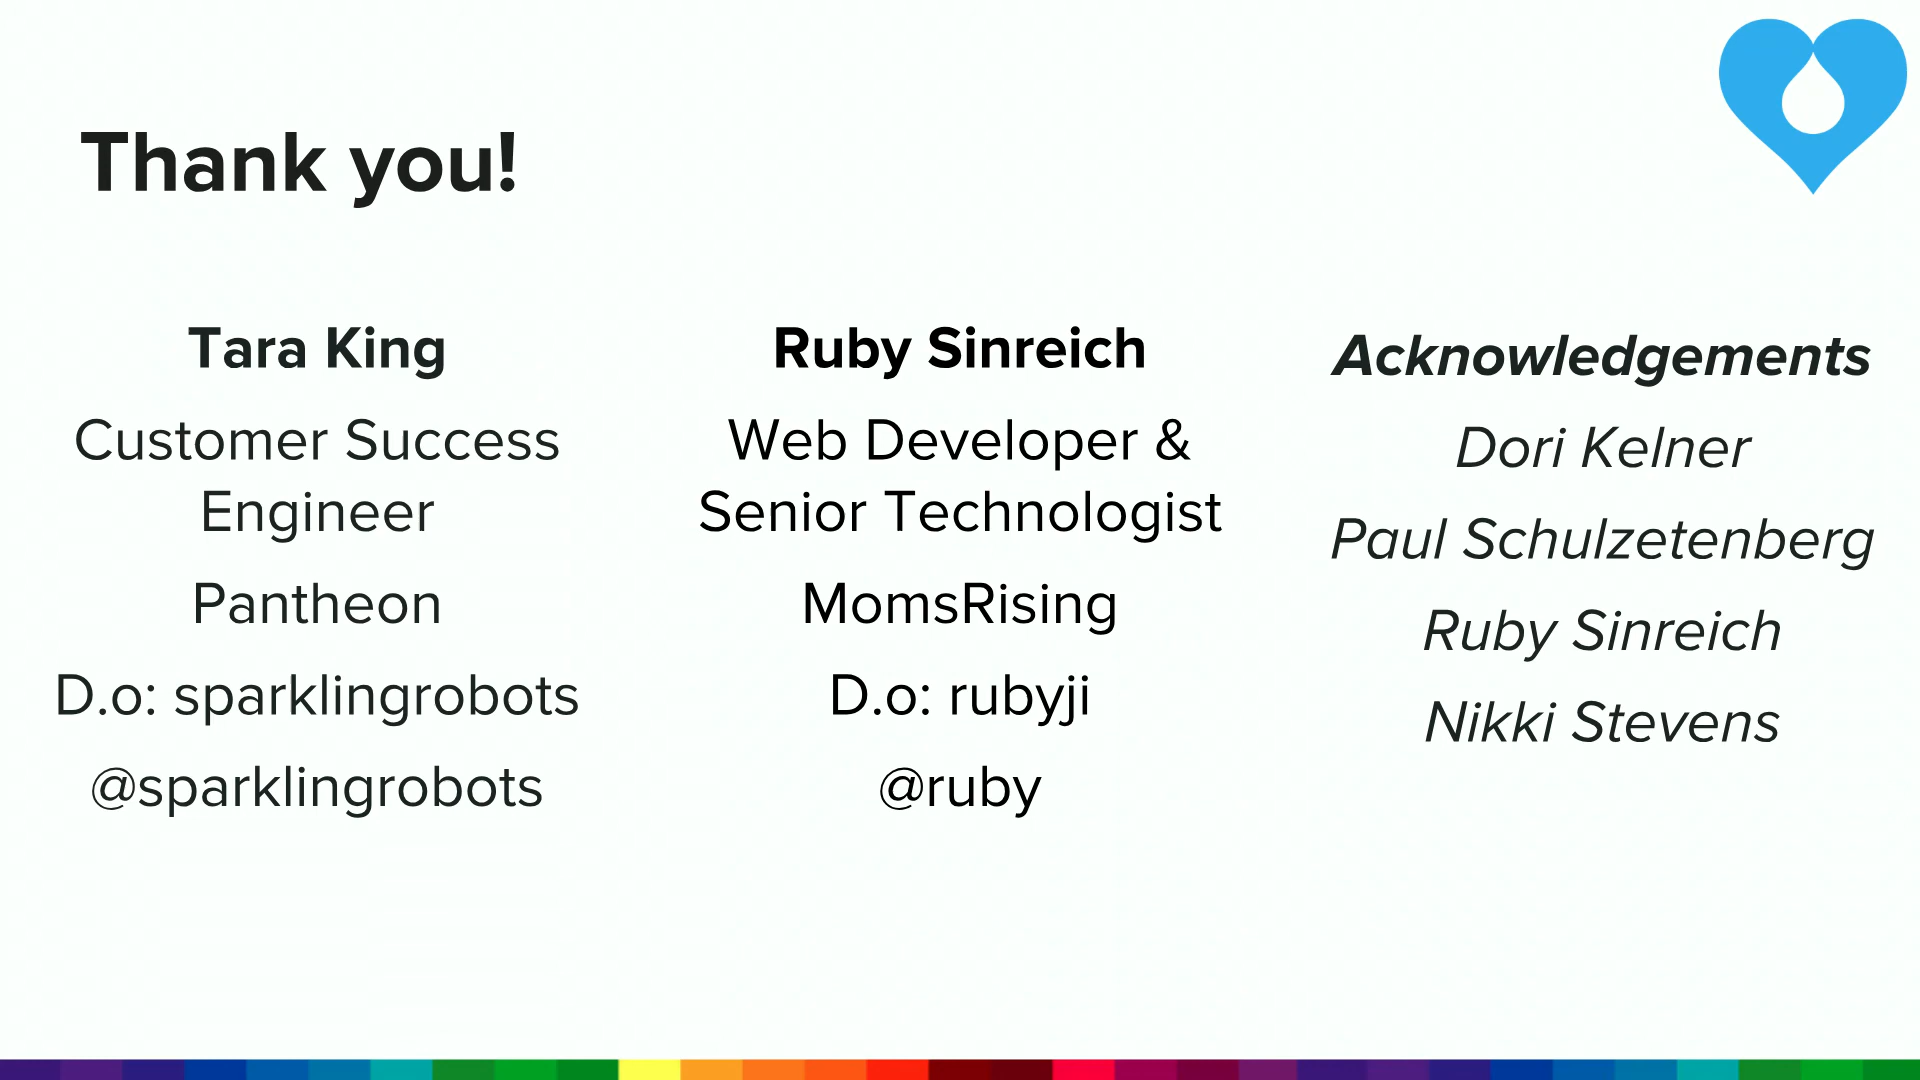 Thank you!
Tara King
Customer Success
Engineer
Pantheon
D.o: sparklingrobots
@sparklingrobots
Ruby Sinreich
Web Developer &
Senior Technologist
MomsRising
D.o: rubyji
@ruby
Acknowledgements
Dori Kelner
Paul Schulzetenberg
Ruby Sinreich
Nikki Stevens